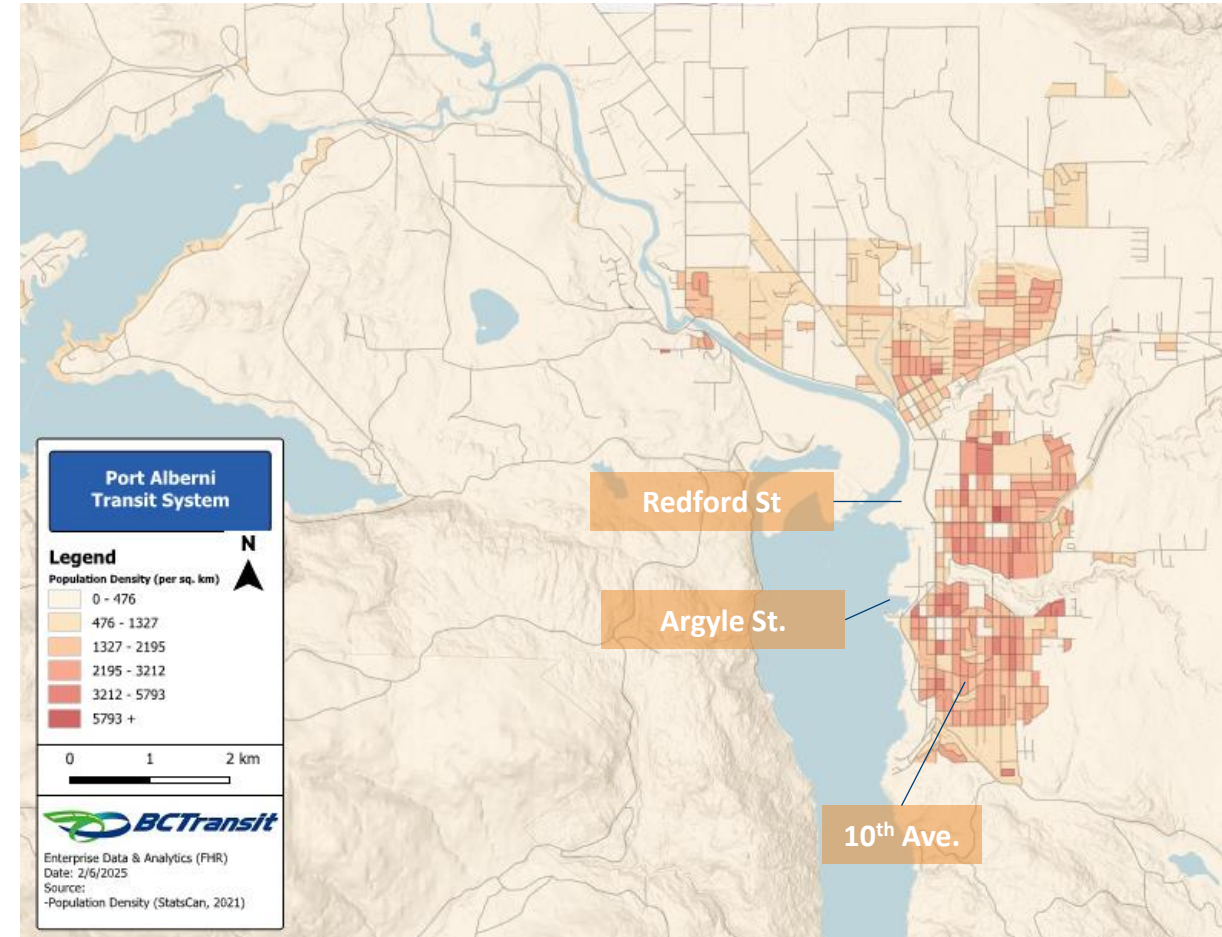 Port Alberni
Transit System
N
Legend
Population Density (per sq. km)
0 - 476
476 - 1327
1327 - 2195
2195 - 3212
3212 - 5793
5793 +
0 1 2 km
BCTransit
Enterprise Data & Analytics (FHR)
Date: 2/6/2025
Source:
-Population Density (StatsCan, 2021)
Redford St
Argyle St.
10th Ave.